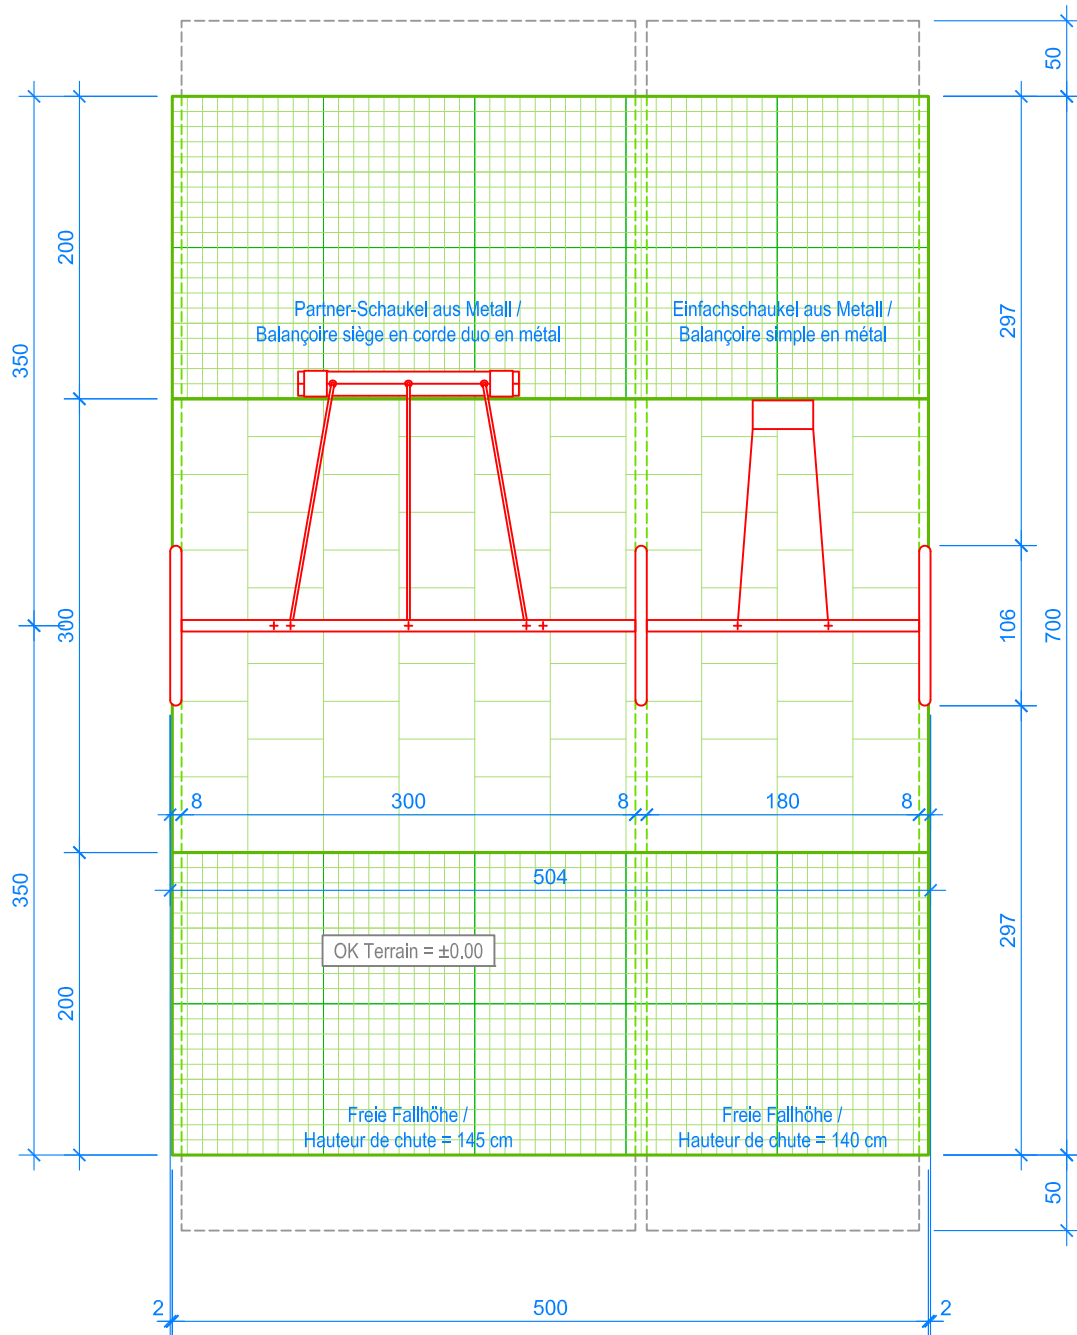 50
200
350
297
Partner-Schaukel aus Metall /
Balançoire siège en corde duo en métal
Einfachschaukel aus Metall /
Balançoire simple en métal
300
106
700
8
300
8
180
8
504
350
297
OK Terrain = ±0.00
200
Freie Fallhöhe /
Hauteur de chute = 145 cm
Freie Fallhöhe /
Hauteur de chute = 140 cm
50
2
500
2